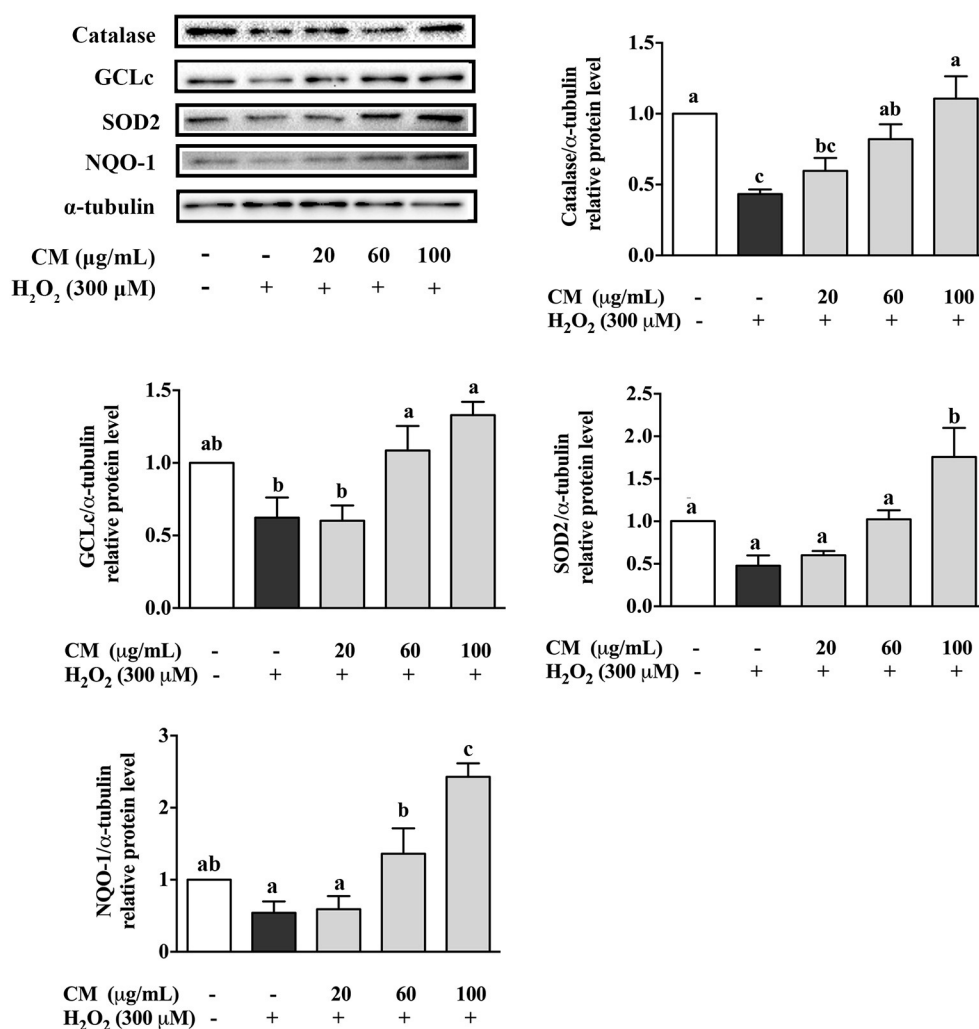 Catalase
GCLc
SOD2
NQO-1
α-tubulin
CM (µg/mL) - - 20 60 100
H₂O₂ (300 µM) - + + + +
Catalase/α-tubulin
relative protein level
1.5
1.0
0.5
0.0
a c bc ab a
CM (µg/mL) - - 20 60 100
H₂O₂ (300 µM) - + + + +
GCLc/α-tubulin
relative protein level
1.5
1.0
0.5
0.0
ab b b a a
CM (µg/mL) - - 20 60 100
H₂O₂ (300 µM) - + + + +
SOD2/α-tubulin
relative protein level
2.5
2.0
1.5
1.0
0.5
0.0
a a a a b
CM (µg/mL) - - 20 60 100
H₂O₂ (300 µM) - + + + +
NQO-1/α-tubulin
relative protein level
3
2
1
0
ab a a b c
CM (µg/mL) - - 20 60 100
H₂O₂ (300 µM) - + + + +